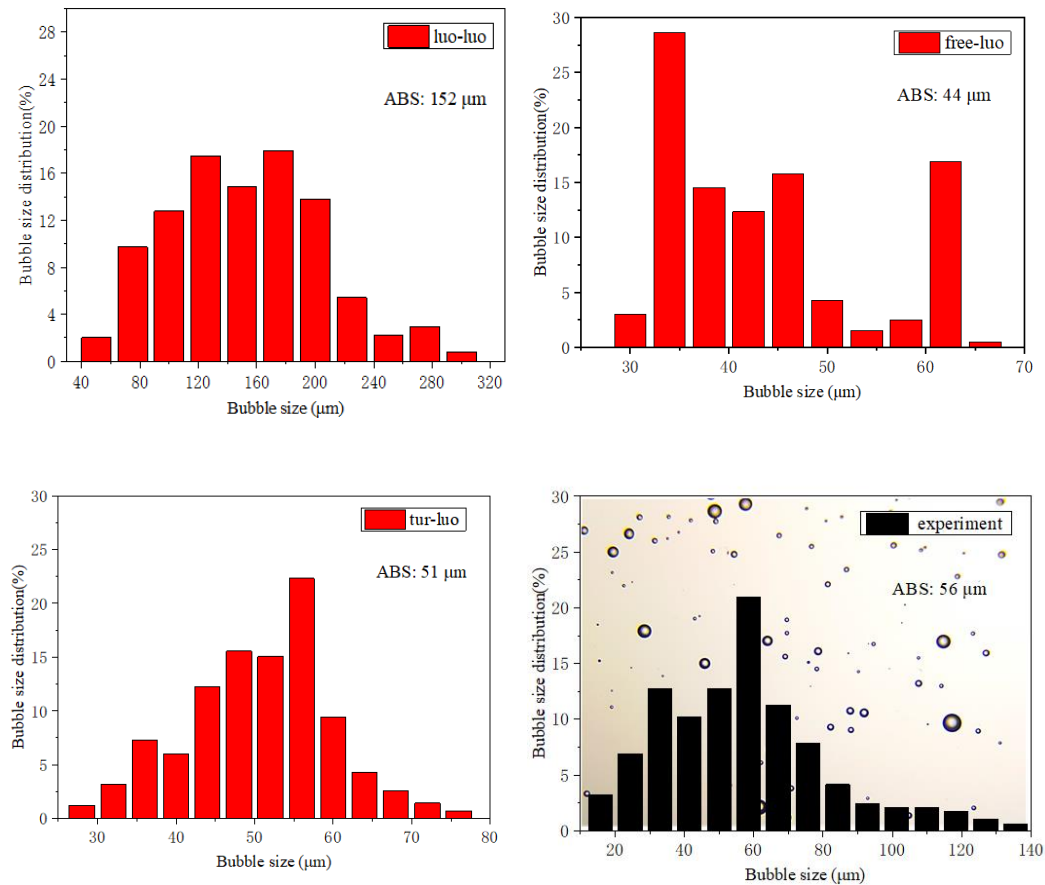 luo-luo
ABS: 152 μm
Bubble size distribution(%)
28
24
20
16
12
8
4
0
40 80 120 160 200 240 280 320
Bubble size (μm)
free-luo
ABS: 44 μm
Bubble size distribution(%)
30
25
20
15
10
5
0
30 40 50 60 70
Bubble size (μm)
tur-luo
ABS: 51 μm
Bubble size distribution(%)
30
25
20
15
10
5
0
30 40 50 60 70 80
Bubble size (μm)
experiment
ABS: 56 μm
Bubble size distribution(%)
30
25
20
15
10
5
0
20 40 60 80 100 120 140
Bubble size (μm)